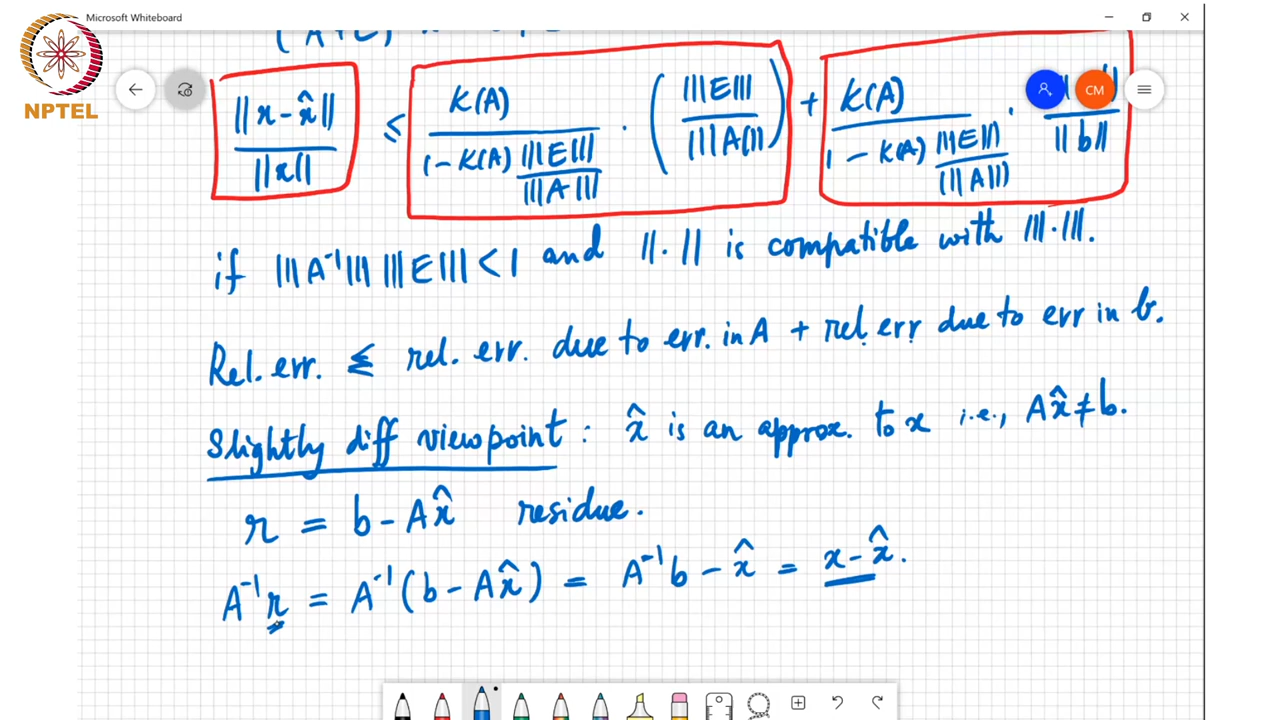 Microsoft Whiteboard
NPTEL
CM
||x - x̂|| / ||x|| ≤ K(A) / (1 - K(A) |||E||| / |||A|||) · ( |||E||| / |||A||| ) + K(A) / (1 - K(A) |||E||| / |||A|||) · / ||b||
if |||A⁻¹||| |||E||| < 1 and ||·|| is compatible with |||·|||.
Rel. err. ≤ rel. err. due to err. in A + rel. err due to err in b.
Slightly diff viewpoint : x̂ is an approx. to x i.e., Ax̂ ≠ b.
r = b - Ax̂ residue.
A⁻¹r = A⁻¹(b - Ax̂) = A⁻¹b - x̂ = x - x̂.